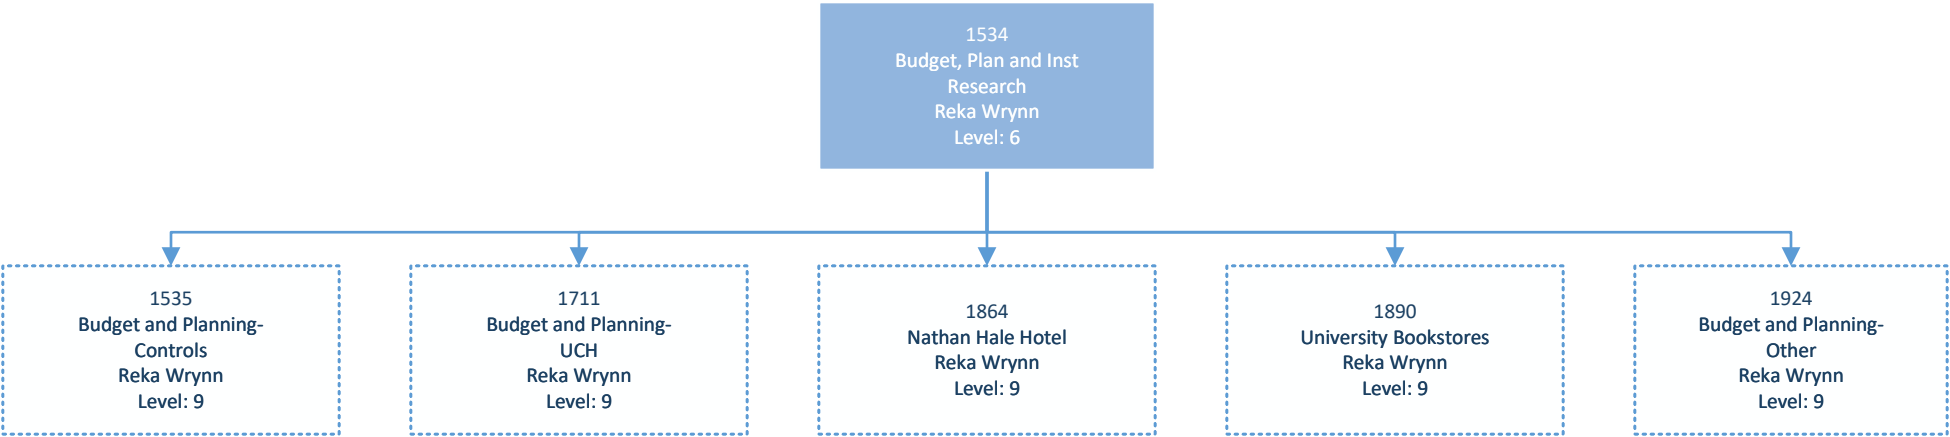 1534
Budget, Plan and Inst
Research
Reka Wrynn
Level: 6
1535
Budget and Planning-
Controls
Reka Wrynn
Level: 9
1711
Budget and Planning-
UCH
Reka Wrynn
Level: 9
1864
Nathan Hale Hotel
Reka Wrynn
Level: 9
1890
University Bookstores
Reka Wrynn
Level: 9
1924
Budget and Planning-
Other
Reka Wrynn
Level: 9